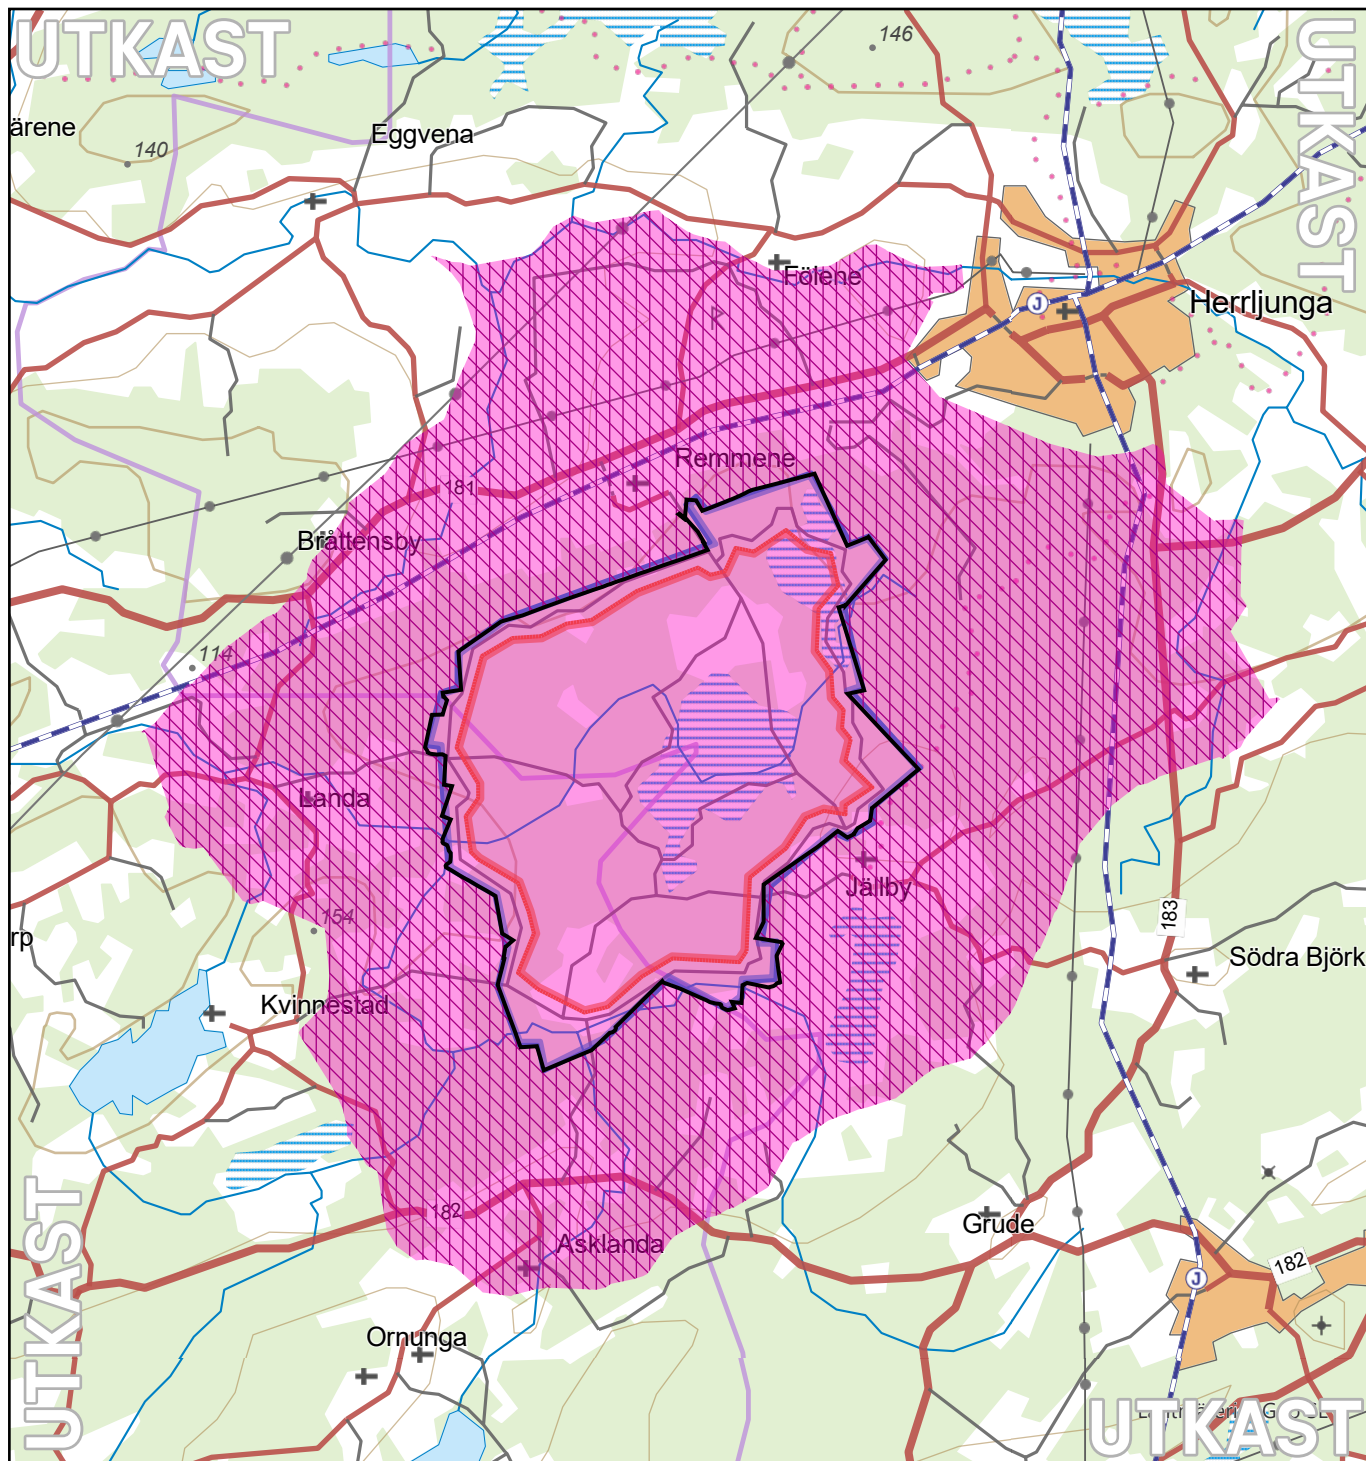 UTKAST
UTKAST
146
ärene
140
Eggvena
Fölene
J
Herrljunga
Remmene
181
Bråttensby
114
Landa
Jällby
154
183
rp
Södra Björk
Kvinnestad
182
Grude
Asklanda
182
J
Ornunga
UTKAST
UTKAST